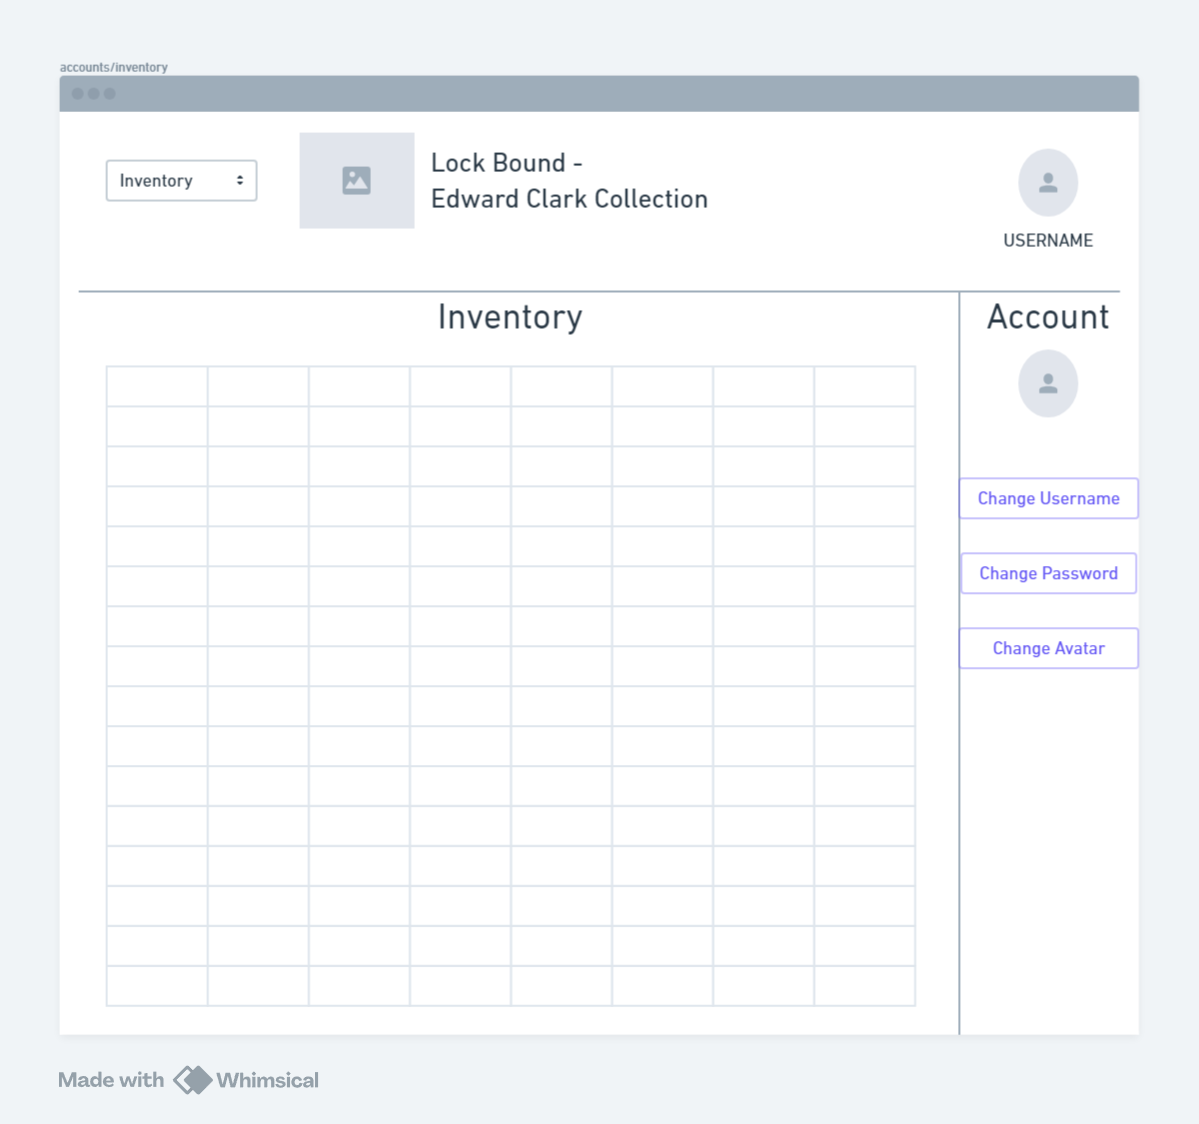 accounts/inventory
Inventory
Lock Bound -
Edward Clark Collection
USERNAME
Inventory
Account
Change Username
Change Password
Change Avatar
Made with Whimsical